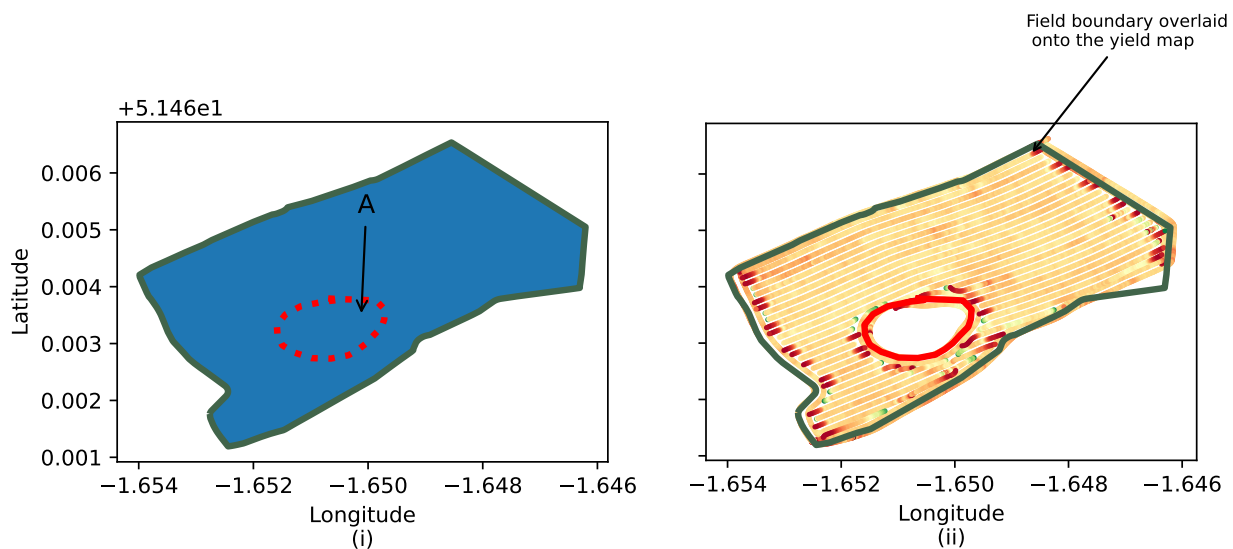 Field boundary overlaid
onto the yield map
+5.146e1
A
0.006
0.005
0.004
0.003
0.002
0.001
Latitude
−1.654 −1.652 −1.650 −1.648 −1.646
Longitude
(i)
−1.654 −1.652 −1.650 −1.648 −1.646
Longitude
(ii)